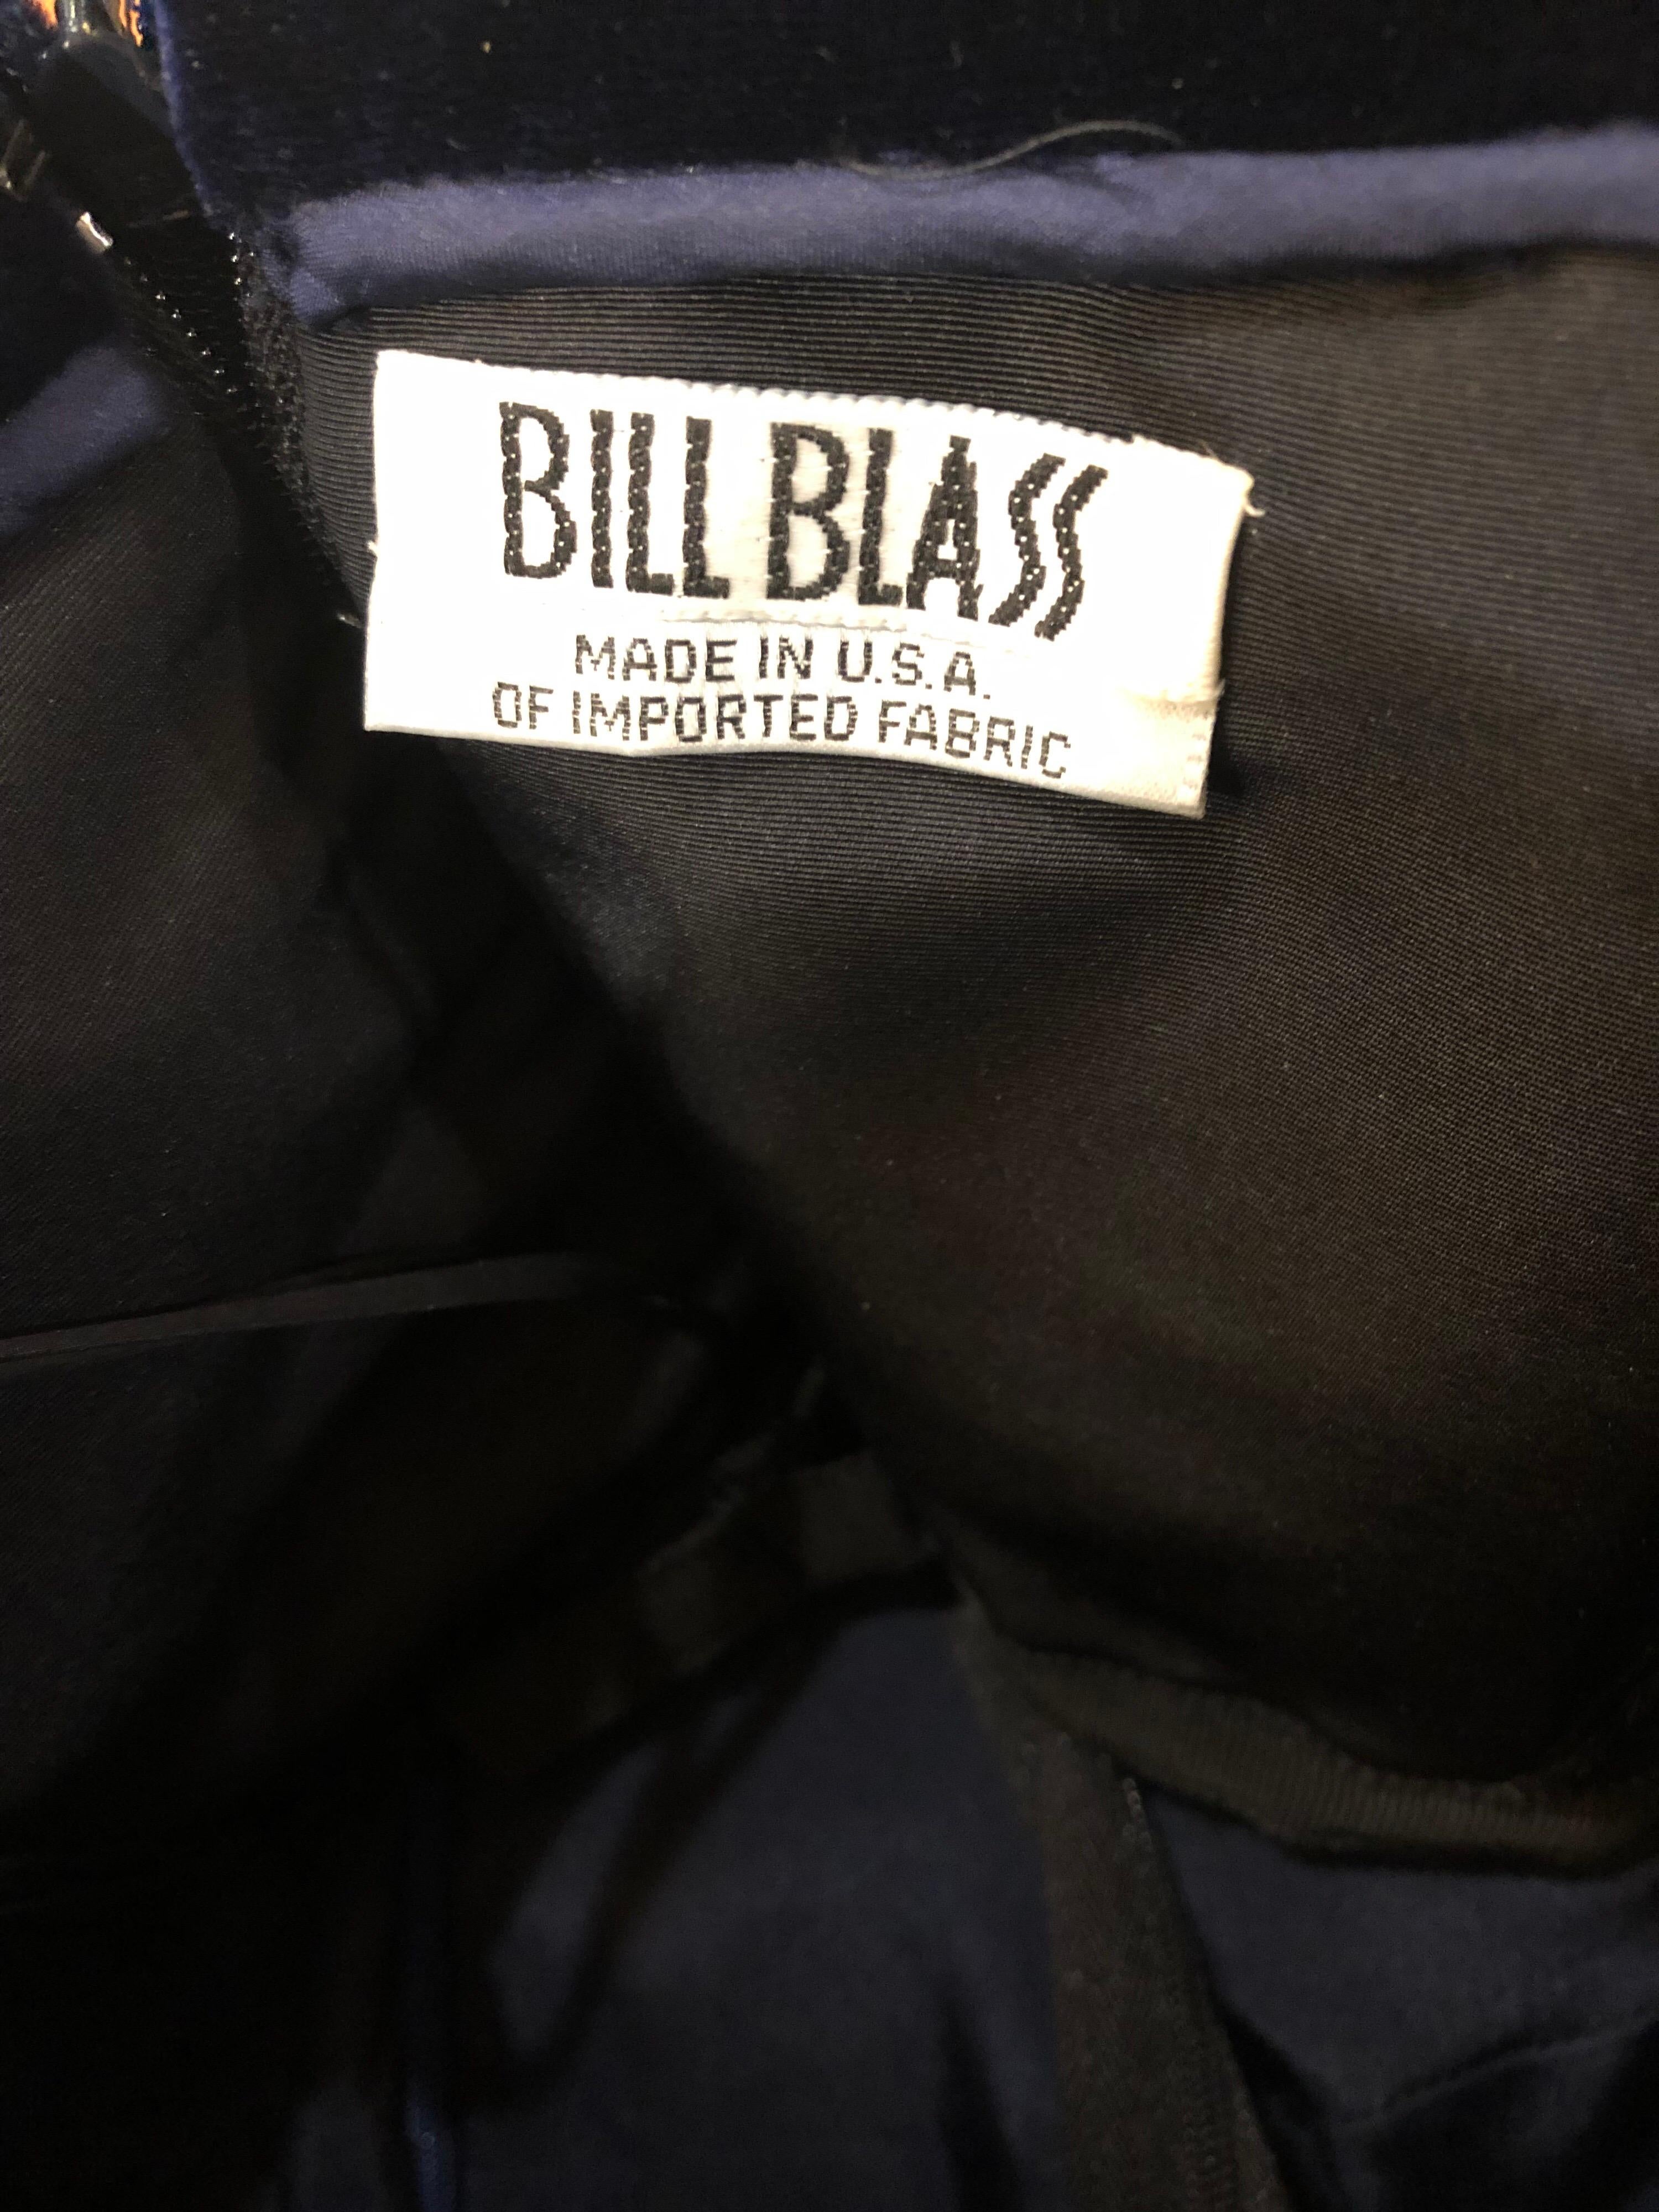 BILL BLASS
MADE IN U.S.A.
OF IMPORTED FABRIC